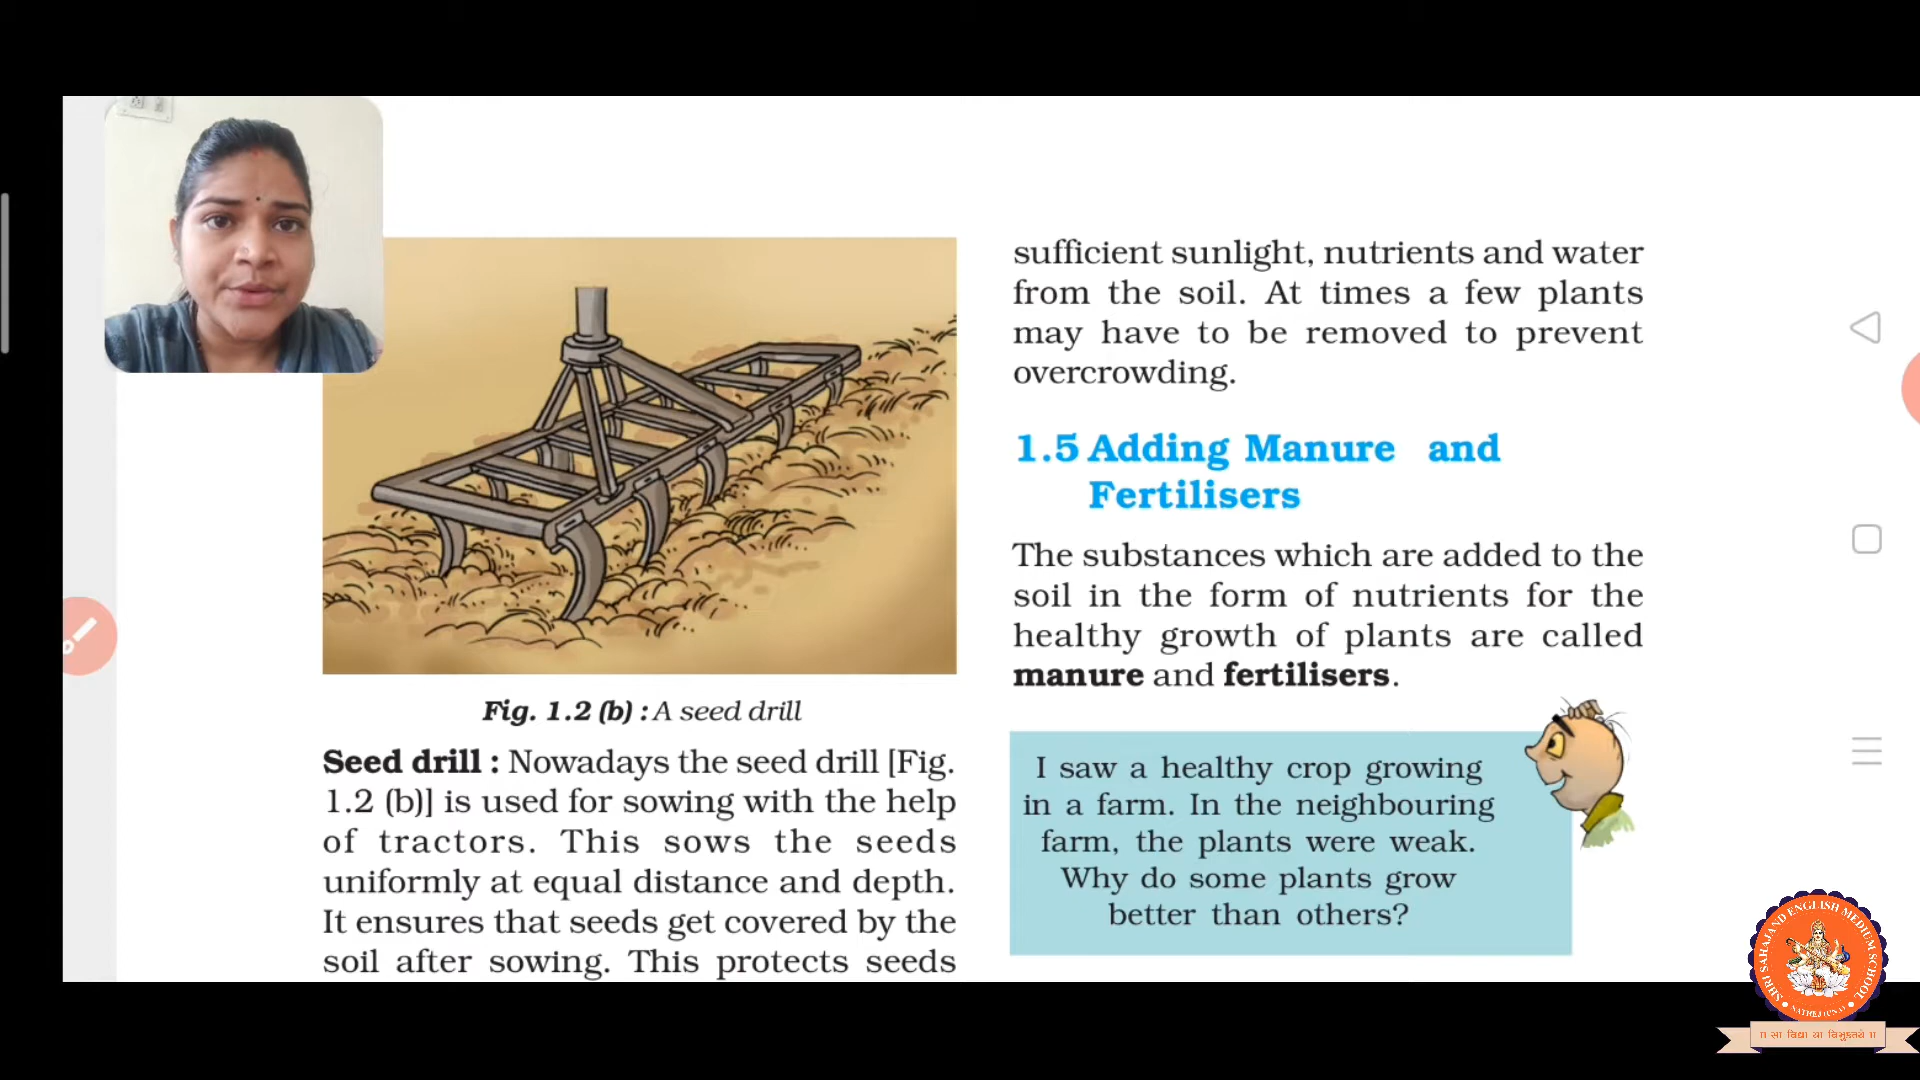 Fig. 1.2 (b) : A seed drill
Seed drill : Nowadays the seed drill [Fig.
1.2 (b)] is used for sowing with the help
of tractors. This sows the seeds
uniformly at equal distance and depth.
It ensures that seeds get covered by the
soil after sowing. This protects seeds
sufficient sunlight, nutrients and water
from the soil. At times a few plants
may have to be removed to prevent
overcrowding.
1.5 Adding Manure and
Fertilisers
The substances which are added to the
soil in the form of nutrients for the
healthy growth of plants are called
manure and fertilisers.
I saw a healthy crop growing
in a farm. In the neighbouring
farm, the plants were weak.
Why do some plants grow
better than others?
SHRI SAHAJANAND ENGLISH MEDIUM SCHOOL
॥ सा विद्या या विमुक्तये ॥